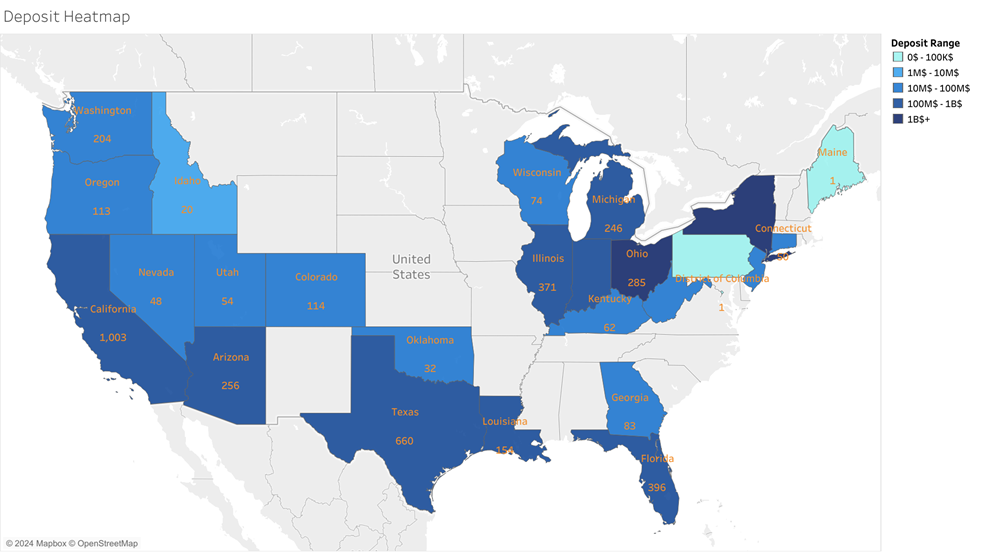 Deposit Heatmap
Deposit Range
0$ - 100K$
1M$ - 10M$
10M$ - 100M$
100M$ - 1B$
1B$+
Washington
204
Oregon
113
Idaho
20
Nevada
48
Utah
54
Colorado
114
California
1,003
Arizona
256
United
States
Oklahoma
32
Texas
660
Louisiana
154
Wisconsin
74
Michigan
246
Illinois
371
Ohio
285
Kentucky
62
Georgia
83
Florida
396
Maine
1
Connecticut
50
District of Columbia
1
© 2024 Mapbox © OpenStreetMap